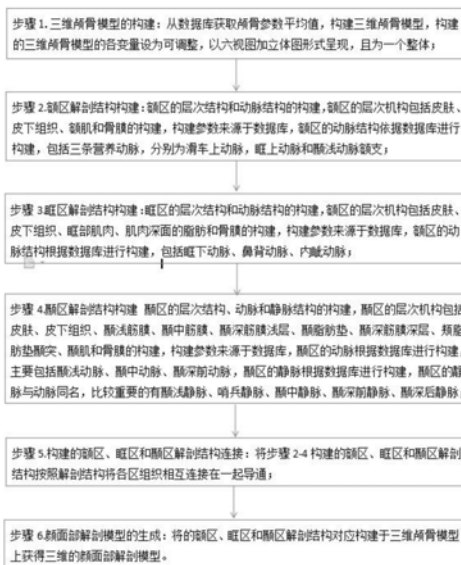 步骤 1.三维颅骨模型的构建：从数据库获取颅骨参数平均值，构建三维颅骨模型，构建
的三维颅骨模型的各变量设为可调整，以六视图加立体图形式呈现，且为一个整体；
步骤 2.额区解剖结构构建：额区的层次结构和动脉结构的构建，额区的层次机构包括皮肤、
皮下组织、额肌和骨膜的构建，构建参数来源于数据库，额区的动脉结构依据数据库进行
构建，包括三条营养动脉，分别为滑车上动脉，眶上动脉和颞浅动脉额支；
步骤 3.眶区解剖结构构建：眶区的层次结构和动脉结构的构建，额区的层次机构包括皮肤、
皮下组织、眶部肌肉、肌肉深面的脂肪和骨膜的构建，构建参数来源于数据库，额区的动
脉结构根据数据库进行构建，包括眶下动脉、鼻背动脉、内眦动脉；
步骤 4.颞区解剖结构构建 颞区的层次结构、动脉和静脉结构的构建，颞区的层次机构包括
皮肤、皮下组织、颞浅筋膜、颞中筋膜、颞深筋膜浅层、颞脂肪垫、颞深筋膜深层、颊脂
肪垫颞突、颞肌和骨膜的构建，构建参数来源于数据库，颞区的动脉根据数据库进行构建，
主要包括颞浅动脉、颞中动脉、颞深前动脉，颞区的静脉根据数据库进行构建，颞区的静
脉与动脉同名，比较重要的有颞浅静脉、哨兵静脉、颞中静脉、颞深前静脉、颞深后静脉；
步骤 5.构建的额区、眶区和颞区解剖结构连接：将步骤 2-4 构建的额区、眶区和颞区解剖
结构按照解剖结构将各区组织相互连接在一起导通；
步骤 6.颜面部解剖模型的生成：将的额区、眶区和颞区解剖结构对应构建于三维颅骨模型
上获得三维的颜面部解剖模型。